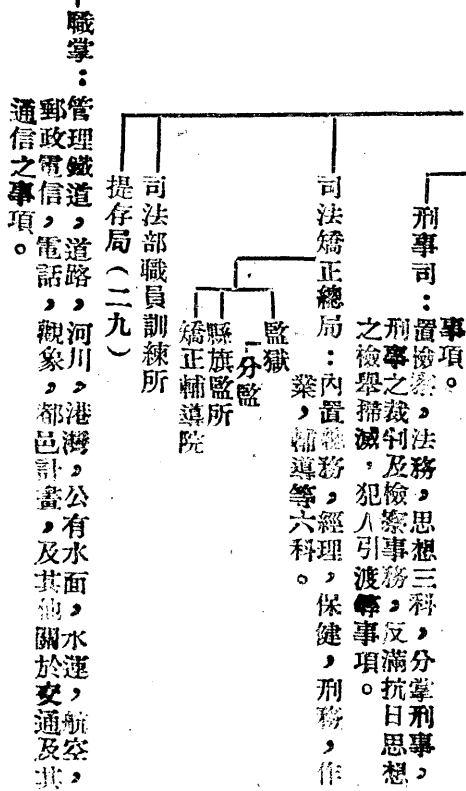 事項。
刑事司：置檢察，法務，思想三科，分掌刑事，
刑事之裁判及檢察事務，反滿抗日思想
之檢舉掃滅，犯人引渡等事項。
司法矯正總局：內置總務，經理，保健，刑務，作
業，輔導等六科。
監獄
分監
縣旗監所
矯正輔導院
司法部職員訓練所
提存局（二九）
職掌：管理鐵道，道路，河川，港灣，公有水面，水運，航空，
郵政電信，電話，觀象，都邑計畫，及其他關於交通及其
通信之事項。